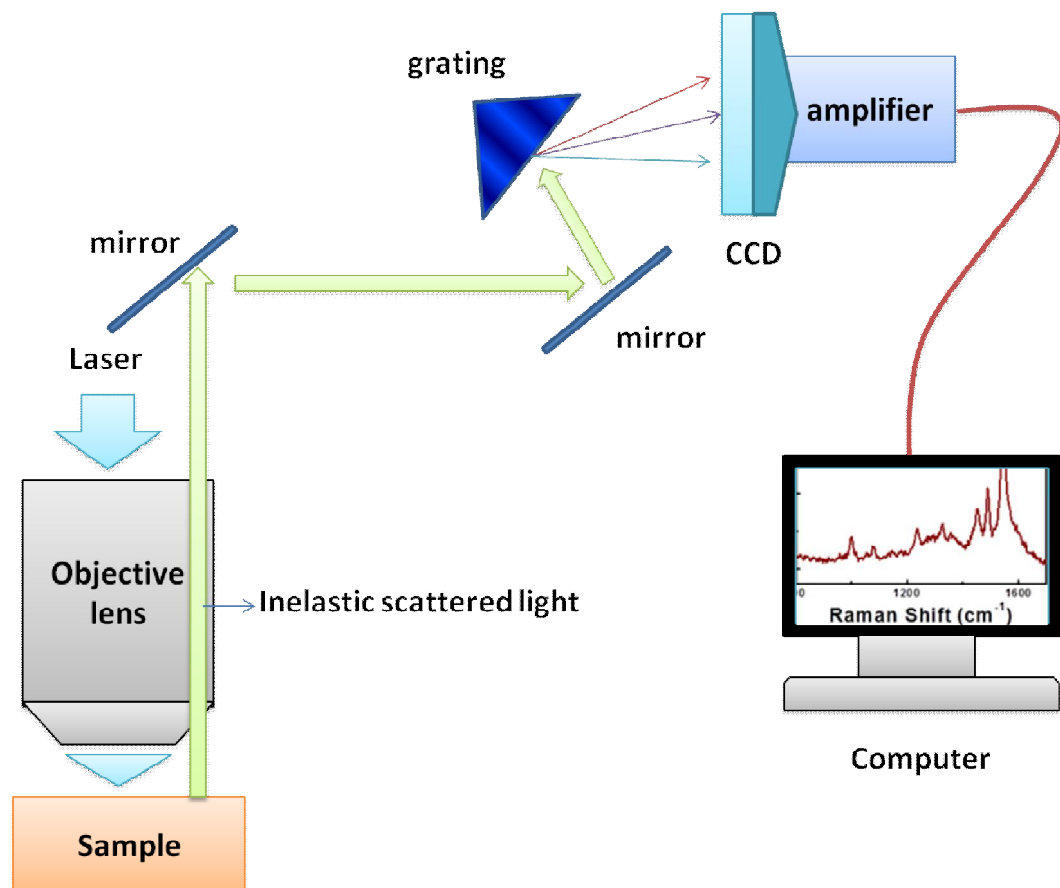 grating
amplifier
mirror
CCD
mirror
Laser
Objective
lens
Inelastic scattered light
1200
1600
Raman Shift (cm⁻¹)
Computer
Sample